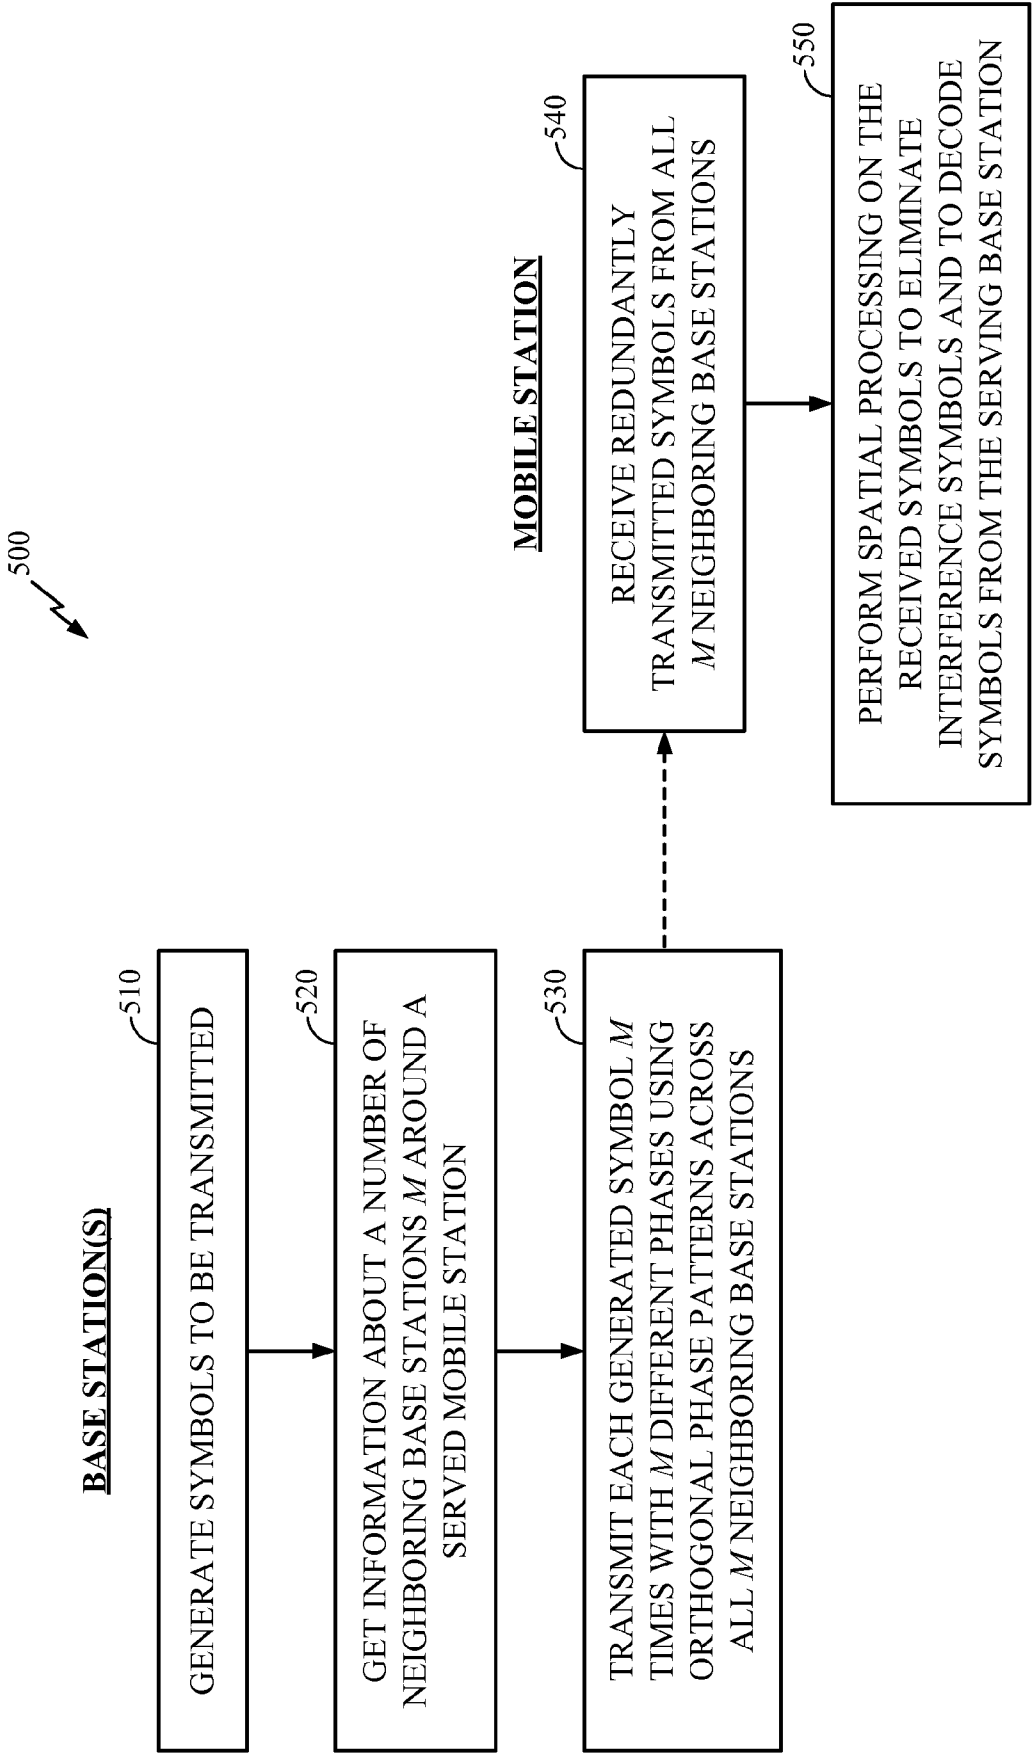 500
BASE STATION(S)
510
GENERATE SYMBOLS TO BE TRANSMITTED
520
GET INFORMATION ABOUT A NUMBER OF
NEIGHBORING BASE STATIONS M AROUND A
SERVED MOBILE STATION
530
TRANSMIT EACH GENERATED SYMBOL M
TIMES WITH M DIFFERENT PHASES USING
ORTHOGONAL PHASE PATTERNS ACROSS
ALL M NEIGHBORING BASE STATIONS
MOBILE STATION
540
RECEIVE REDUNDANTLY
TRANSMITTED SYMBOLS FROM ALL
M NEIGHBORING BASE STATIONS
550
PERFORM SPATIAL PROCESSING ON THE
RECEIVED SYMBOLS TO ELIMINATE
INTERFERENCE SYMBOLS AND TO DECODE
SYMBOLS FROM THE SERVING BASE STATION